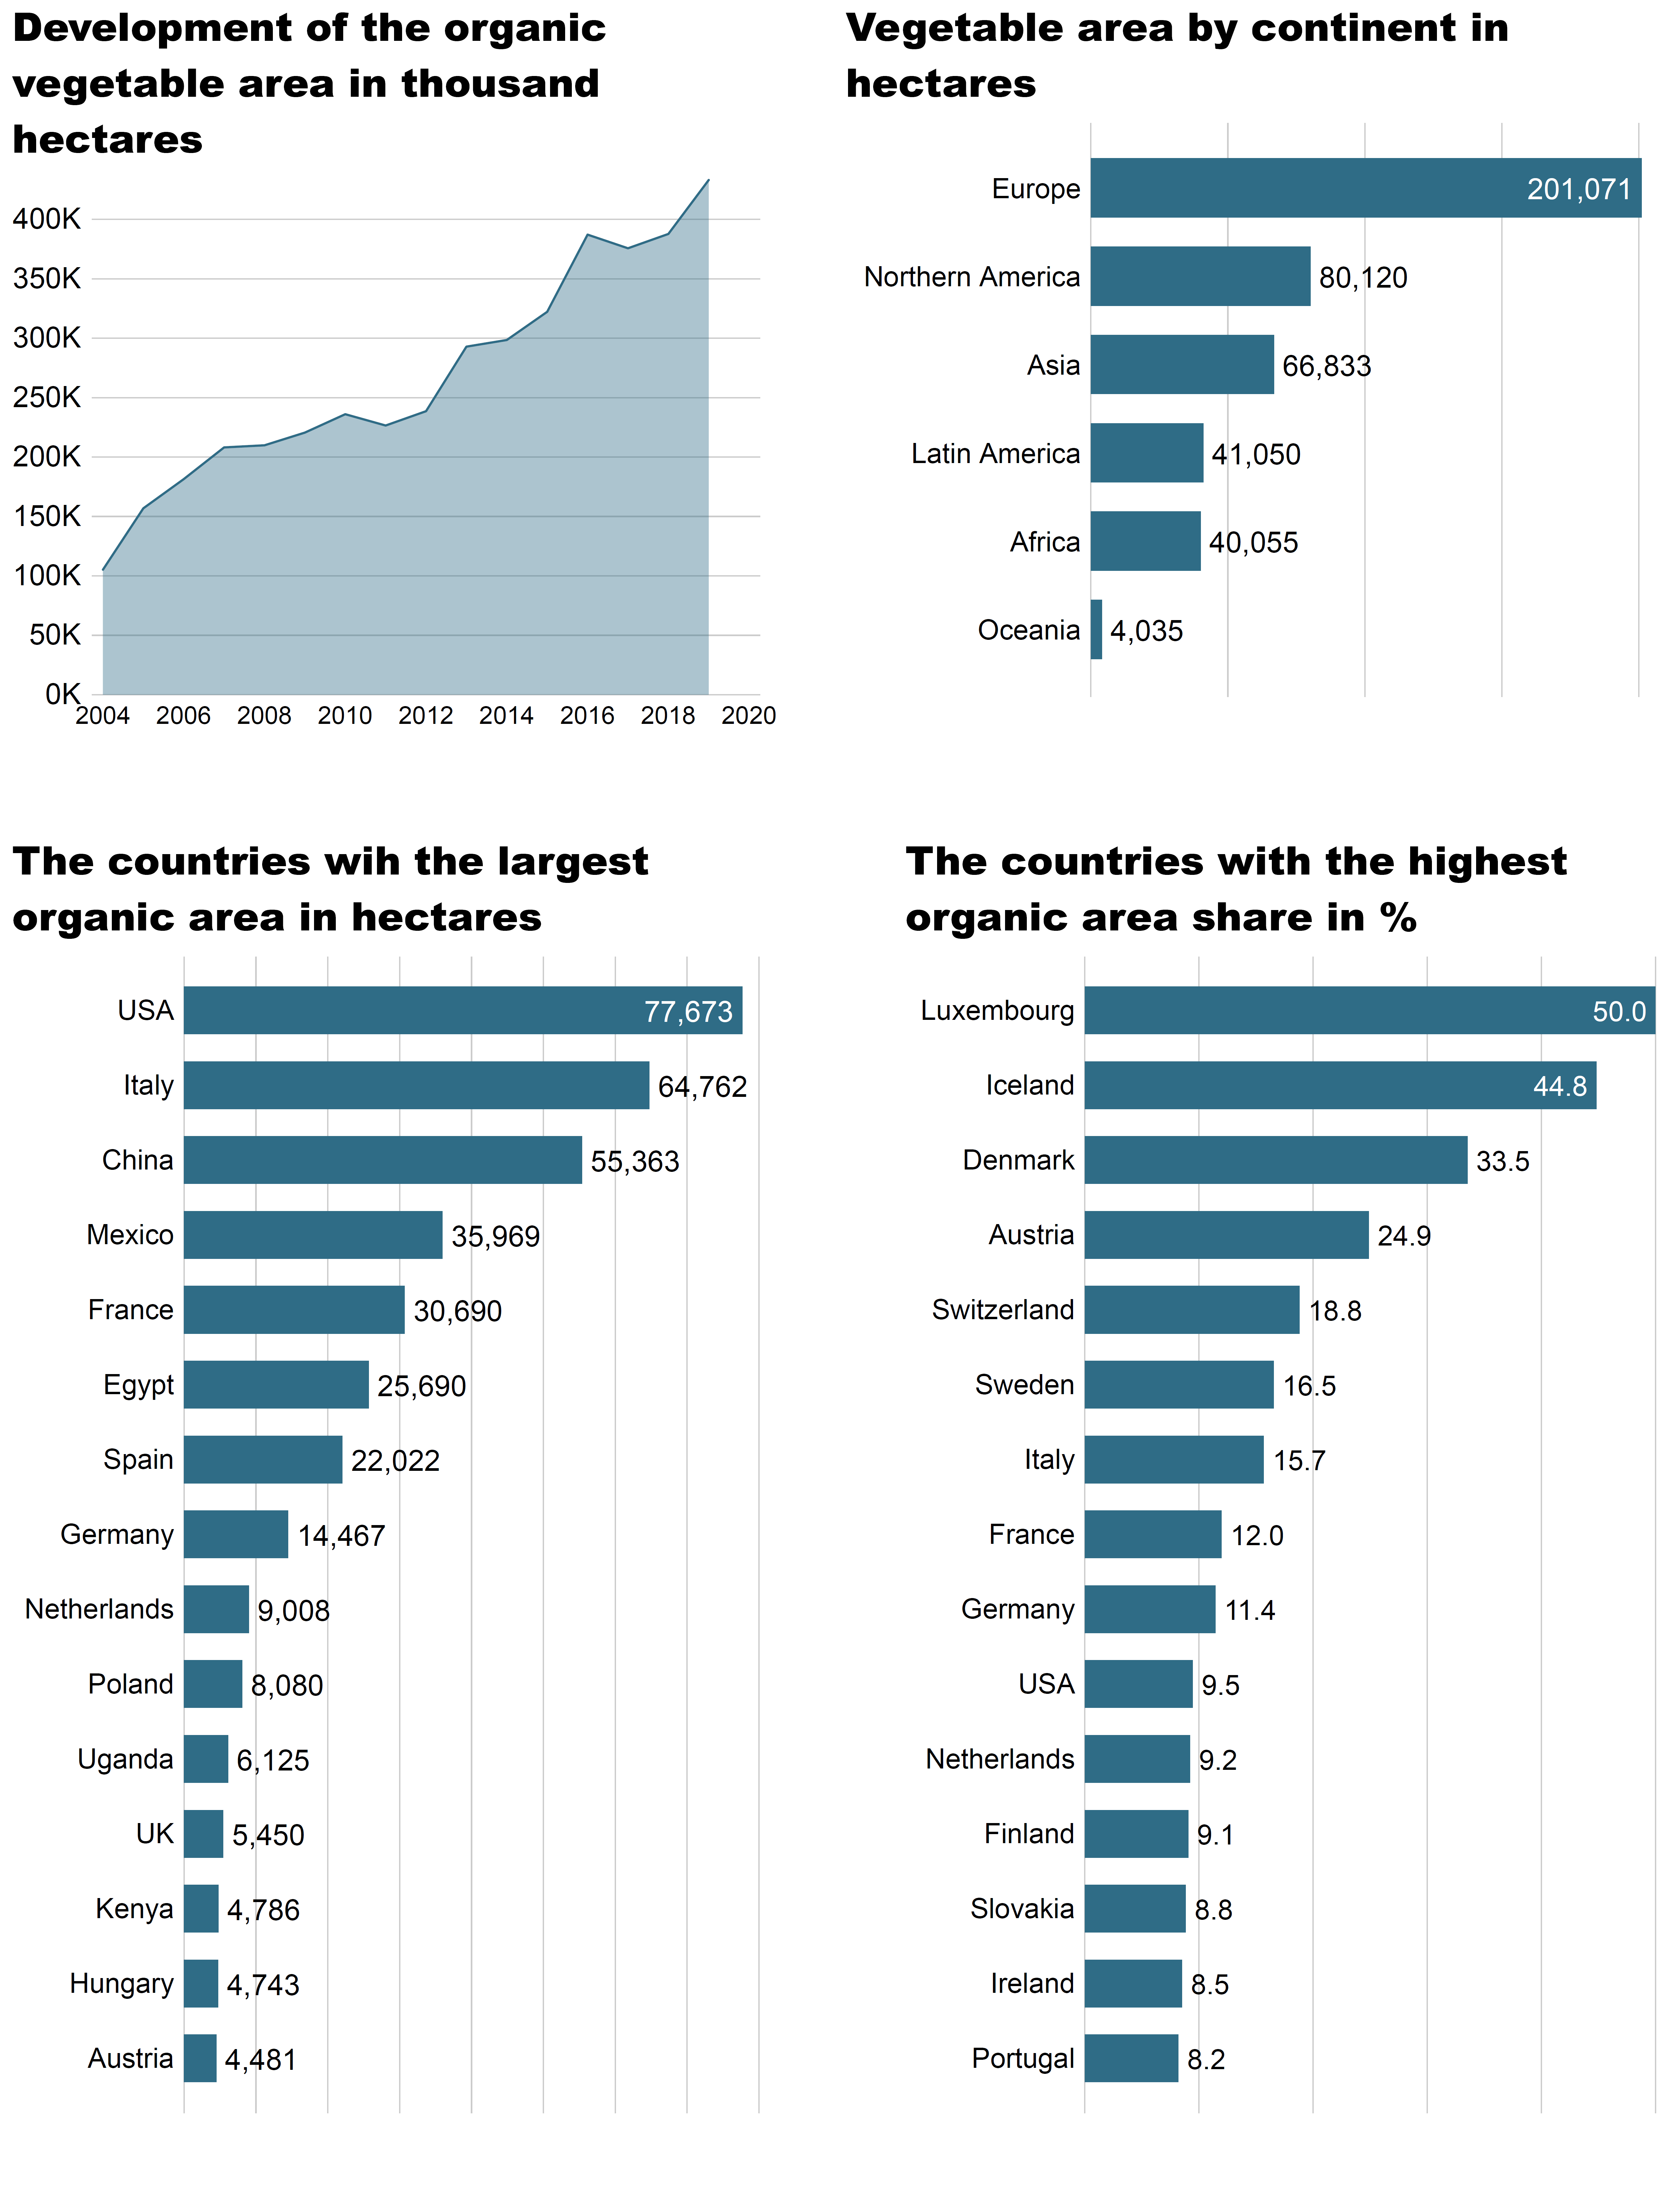 Development of the organic
vegetable area in thousand
hectares
400K
350K
300K
250K
200K
150K
100K
50K
0K
2004 2006 2008 2010 2012 2014 2016 2018 2020
Vegetable area by continent in
hectares
Europe 201,071
Northern America 80,120
Asia 66,833
Latin America 41,050
Africa 40,055
Oceania 4,035
The countries wih the largest
organic area in hectares
USA 77,673
Italy 64,762
China 55,363
Mexico 35,969
France 30,690
Egypt 25,690
Spain 22,022
Germany 14,467
Netherlands 9,008
Poland 8,080
Uganda 6,125
UK 5,450
Kenya 4,786
Hungary 4,743
Austria 4,481
The countries with the highest
organic area share in %
Luxembourg 50.0
Iceland 44.8
Denmark 33.5
Austria 24.9
Switzerland 18.8
Sweden 16.5
Italy 15.7
France 12.0
Germany 11.4
USA 9.5
Netherlands 9.2
Finland 9.1
Slovakia 8.8
Ireland 8.5
Portugal 8.2